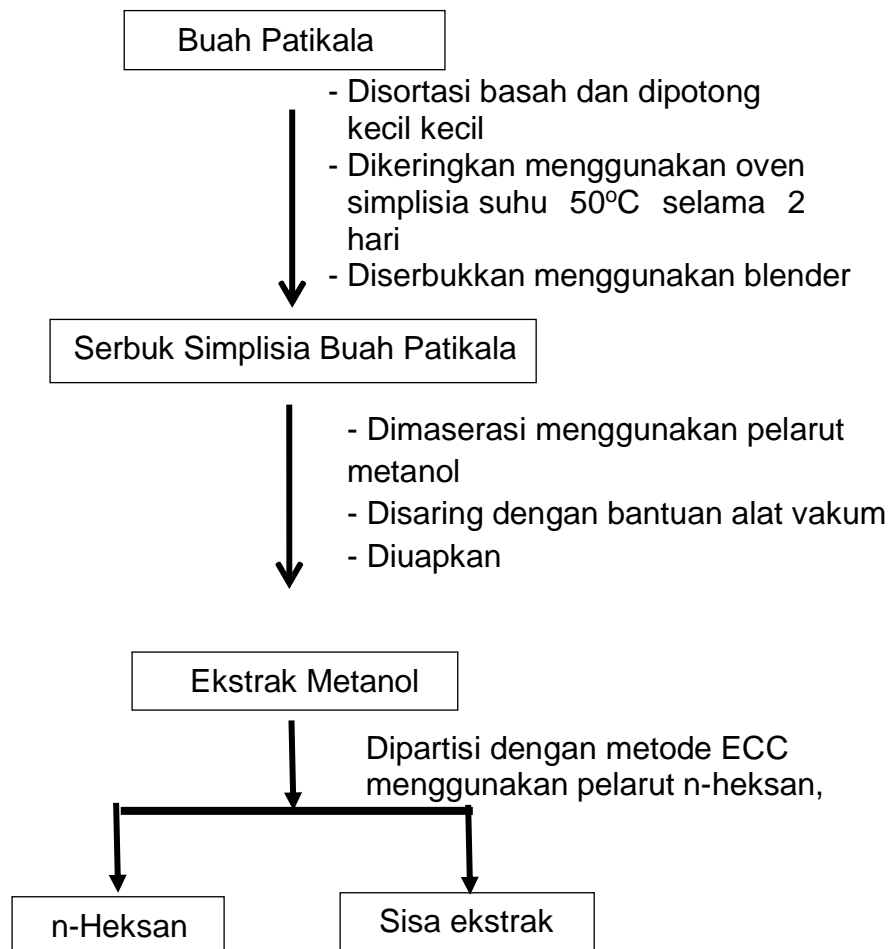 Buah Patikala
- Disortasi basah dan dipotong
kecil kecil
- Dikeringkan menggunakan oven
simplisia suhu 50oC selama 2
hari
- Diserbukkan menggunakan blender
Serbuk Simplisia Buah Patikala
- Dimaserasi menggunakan pelarut
metanol
- Disaring dengan bantuan alat vakum
- Diuapkan
Ekstrak Metanol
Dipartisi dengan metode ECC
menggunakan pelarut n-heksan,
n-Heksan
Sisa ekstrak